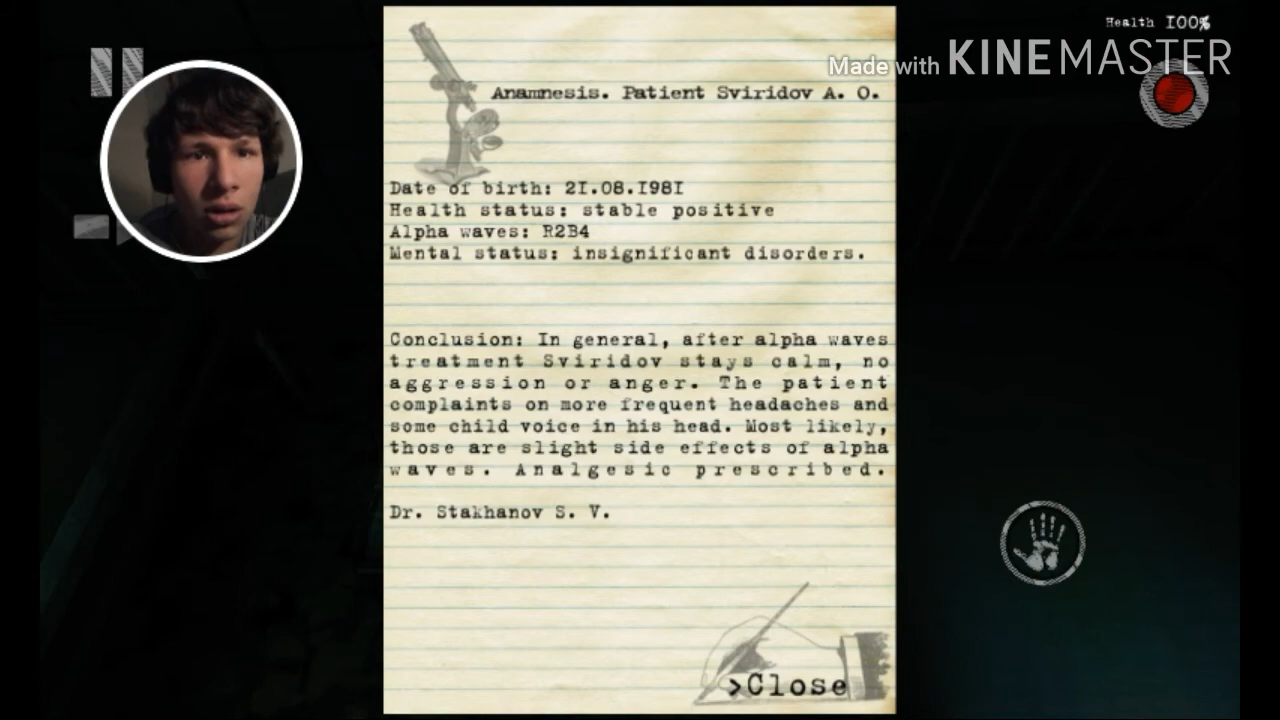 Health 100%
Made with KINEMASTER
Anamnesis. Patient Sviridov A. O.
Date of birth: 21.08.1981
Health status: stable positive
Alpha waves: R2B4
Mental status: insignificant disorders.
Conclusion: In general, after alpha waves
treatment Sviridov stays calm, no
aggression or anger. The patient
complaints on more frequent headaches and
some child voice in his head. Most likely,
those are slight side effects of alpha
waves. Analgesic prescribed.
Dr. Stakhanov S. V.
>Close